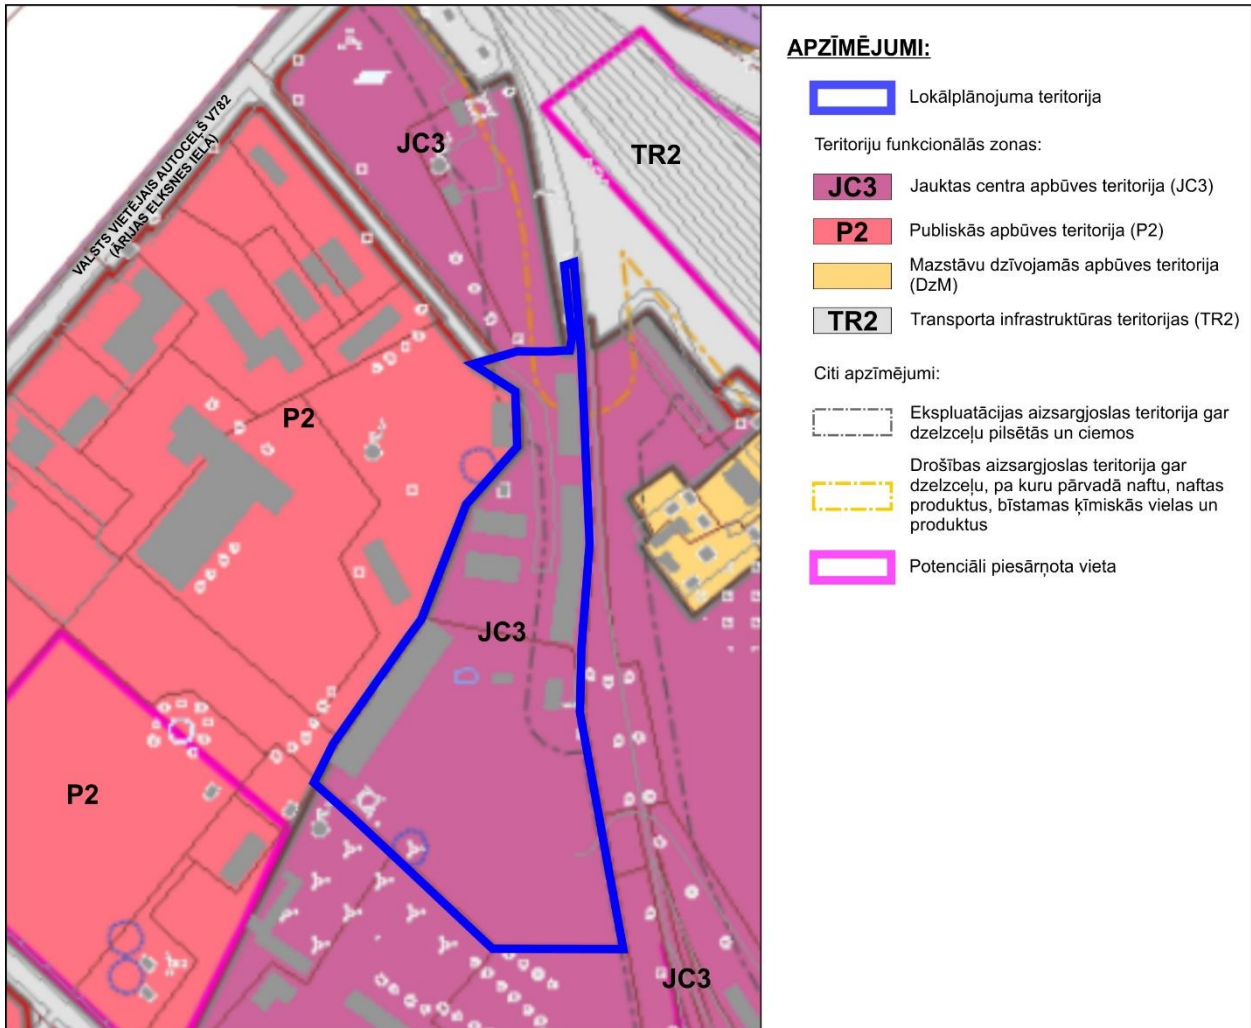 VALSTS VIETĒJAIS AUTOCEĻŠ V782
(ĀRIJAS ELKSNES IELA)
JC3
TR2
P2
JC3
P2
JC3
APZĪMĒJUMI:
Lokālplānojuma teritorija
Teritoriju funkcionālās zonas:
JC3 Jauktas centra apbūves teritorija (JC3)
P2 Publiskās apbūves teritorija (P2)
Mazstāvu dzīvojamās apbūves teritorija
(DzM)
TR2 Transporta infrastruktūras teritorijas (TR2)
Citi apzīmējumi:
Ekspluatācijas aizsargjoslas teritorija gar
dzelzceļu pilsētās un ciemos
Drošības aizsargjoslas teritorija gar
dzelzceļu, pa kuru pārvadā naftu, naftas
produktus, bīstamas ķīmiskās vielas un
produktus
Potenciāli piesārņota vieta